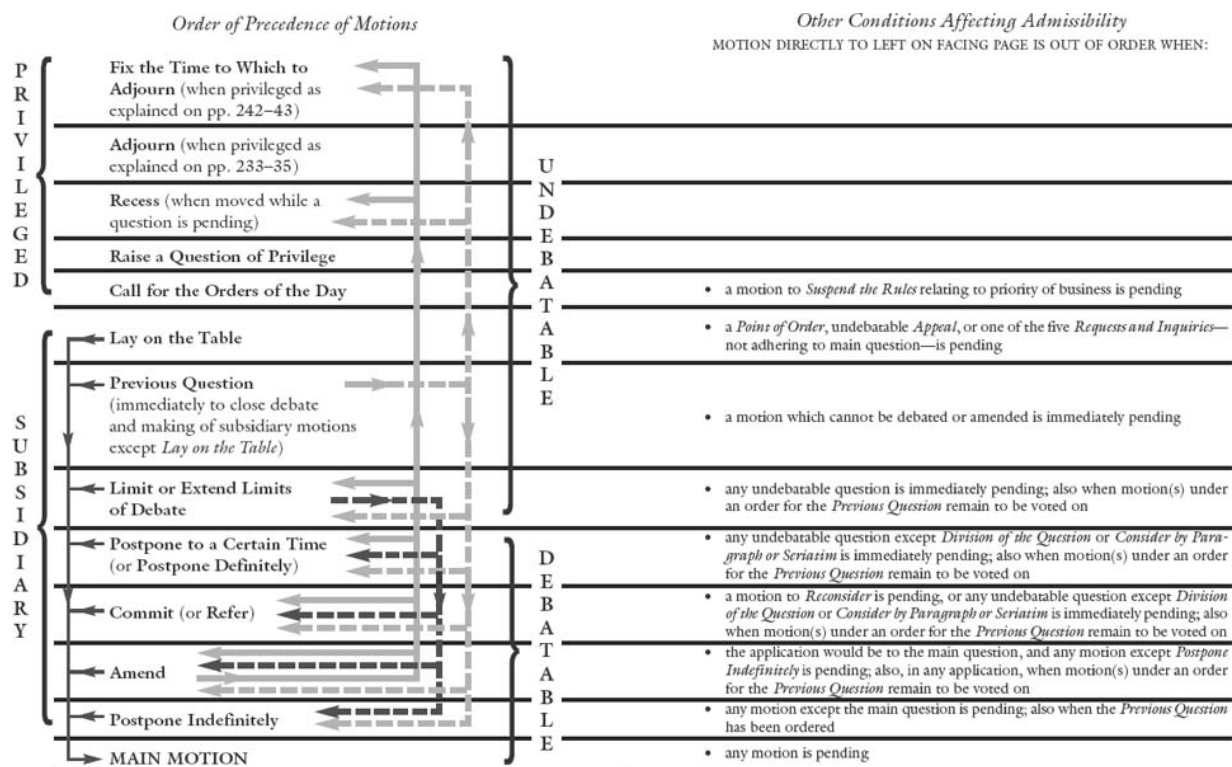 Order of Precedence of Motions
Other Conditions Affecting Admissibility
MOTION DIRECTLY TO LEFT ON FACING PAGE IS OUT OF ORDER WHEN:
PRIVILEGED
Fix the Time to Which to
Adjourn (when privileged as
explained on pp. 242–43)
Adjourn (when privileged as
explained on pp. 233–35)
Recess (when moved while a
question is pending)
Raise a Question of Privilege
Call for the Orders of the Day
UNDEBATABLE
• a motion to Suspend the Rules relating to priority of business is pending
SUBSIDIARY
Lay on the Table
• a Point of Order, undebatable Appeal, or one of the five Requests and Inquiries—
not adhering to main question—is pending
Previous Question
(immediately to close debate
and making of subsidiary motions
except Lay on the Table)
• a motion which cannot be debated or amended is immediately pending
Limit or Extend Limits
of Debate
• any undebatable question is immediately pending; also when motion(s) under
an order for the Previous Question remain to be voted on
Postpone to a Certain Time
(or Postpone Definitely)
DEBATABLE
• any undebatable question except Division of the Question or Consider by Para-
graph or Seriatim is immediately pending; also when motion(s) under an order
for the Previous Question remain to be voted on
Commit (or Refer)
• a motion to Reconsider is pending, or any undebatable question except Division
of the Question or Consider by Paragraph or Seriatim is immediately pending; also
when motion(s) under an order for the Previous Question remain to be voted on
Amend
• the application would be to the main question, and any motion except Postpone
Indefinitely is pending; also, in any application, when motion(s) under an order
for the Previous Question remain to be voted on
Postpone Indefinitely
• any motion except the main question is pending; also when the Previous Question
has been ordered
MAIN MOTION
• any motion is pending